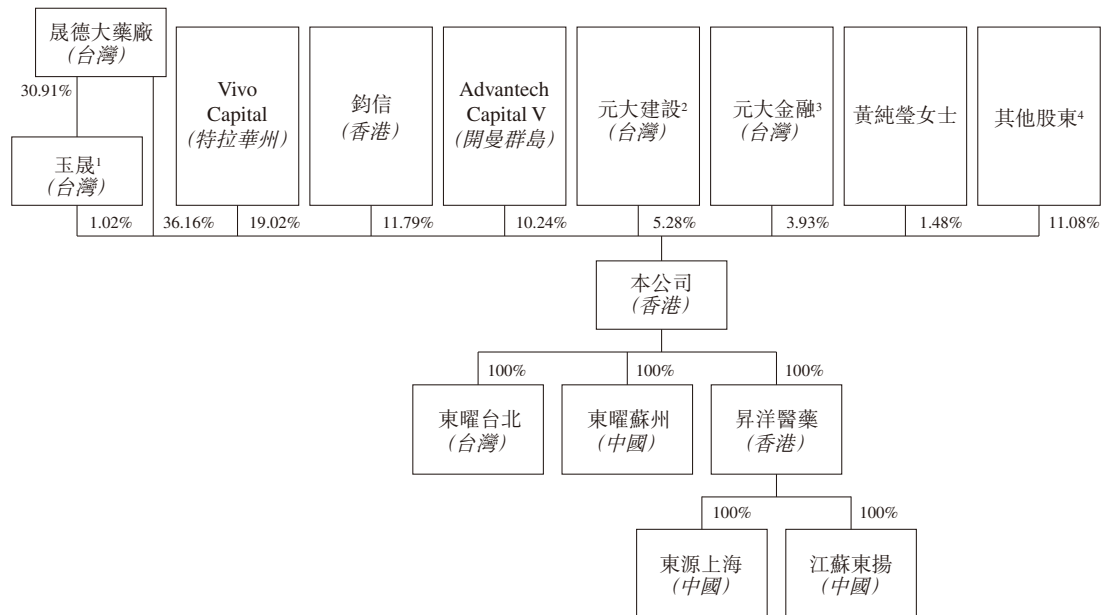 晟德大藥廠
(台灣)
30.91%
玉晟1
(台灣)
Vivo
Capital
(特拉華州)
鈞信
(香港)
Advantech
Capital V
(開曼群島)
元大建設2
(台灣)
元大金融3
(台灣)
黃純瑩女士
其他股東4
1.02%
36.16%
19.02%
11.79%
10.24%
5.28%
3.93%
1.48%
11.08%
本公司
(香港)
100%
100%
100%
東曜台北
(台灣)
東曜蘇州
(中國)
昇洋醫藥
(香港)
100%
100%
東源上海
(中國)
江蘇東揚
(中國)